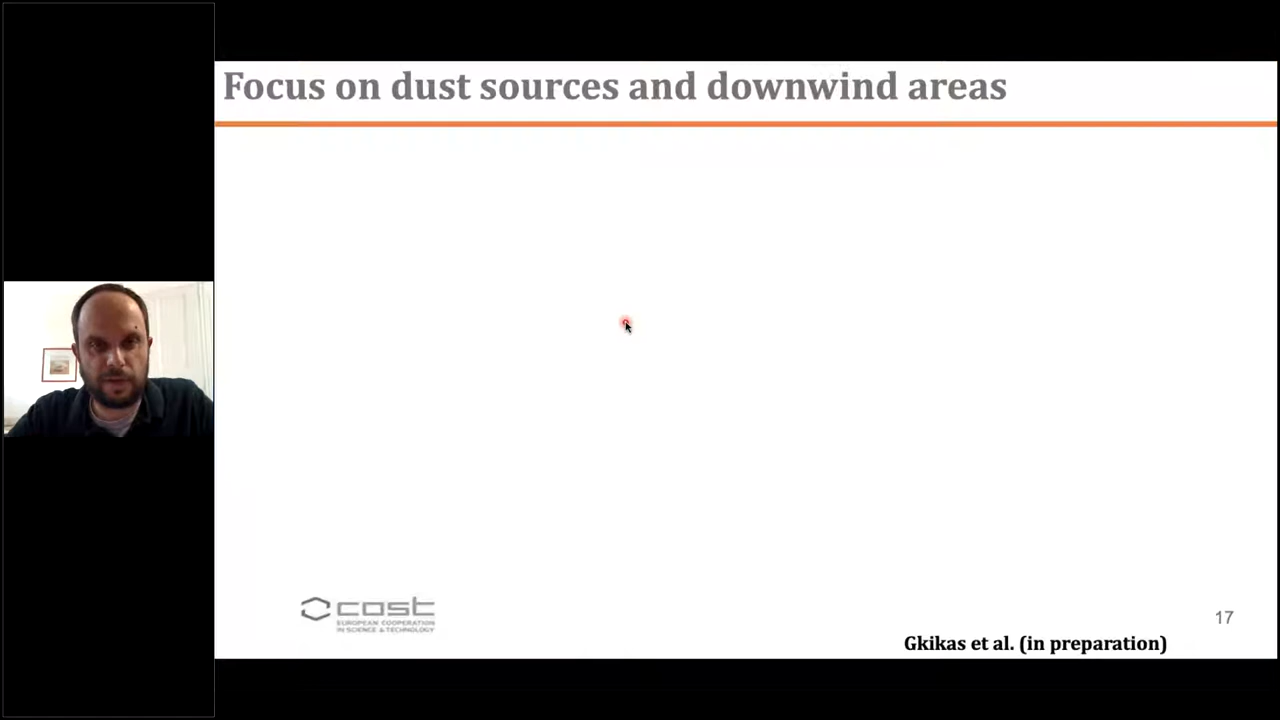 Focus on dust sources and downwind areas
cost
EUROPEAN COOPERATION
IN SCIENCE & TECHNOLOGY
17
Gkikas et al. (in preparation)